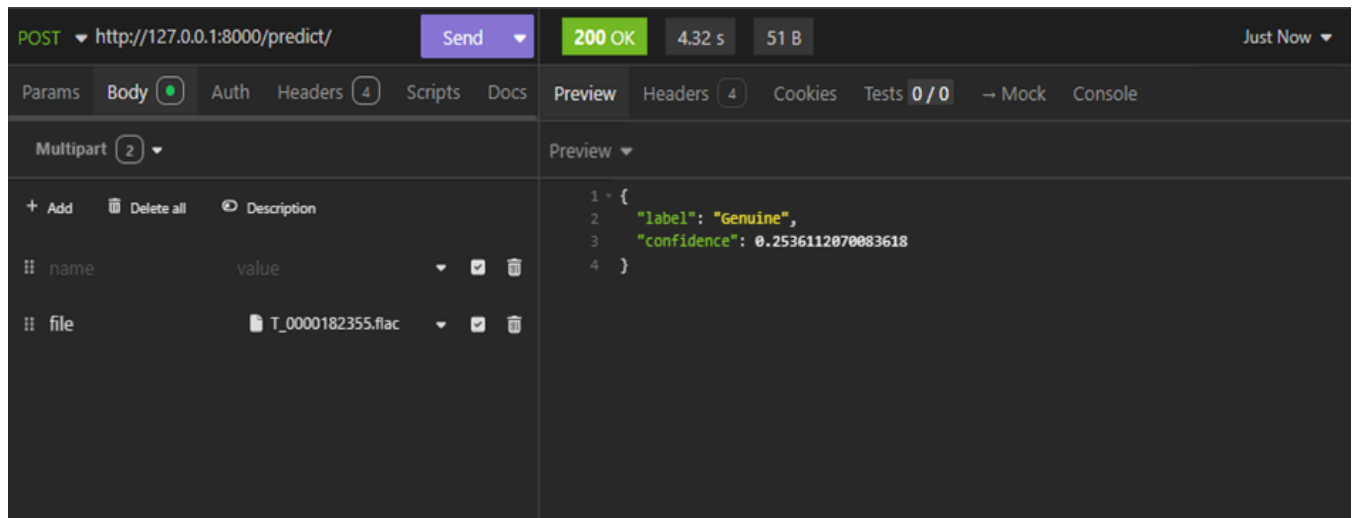 POST http://127.0.0.1:8000/predict/ Send 200 OK 4.32 s 51 B Just Now
Params Body Auth Headers 4 Scripts Docs Preview Headers 4 Cookies Tests 0 / 0 → Mock Console
Multipart 2 Preview
+ Add Delete all Description
1 {
2 "label": "Genuine",
3 "confidence": 0.2536112070083618
4 }
name value
file T_0000182355.flac